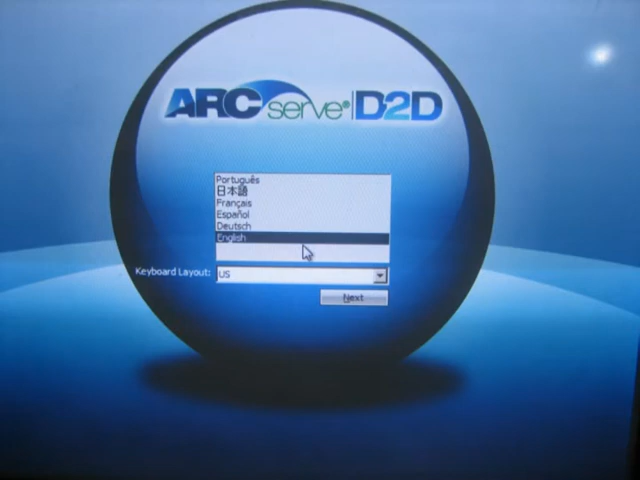 ARCserve®|D2D
Português
日本語
Français
Español
Deutsch
English
Keyboard Layout: US
Next